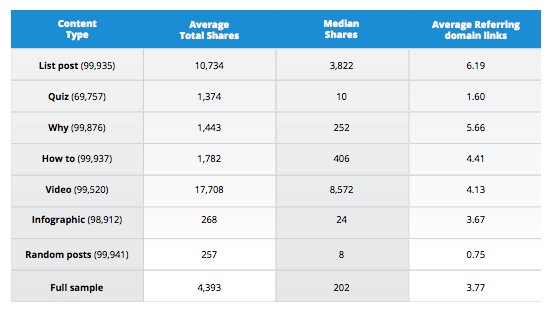 Content Type Average Total Shares Median Shares Average Referring domain links
List post (99,935) 10,734 3,822 6.19
Quiz (69,757) 1,374 10 1.60
Why (99,876) 1,443 252 5.66
How to (99,937) 1,782 406 4.41
Video (99,520) 17,708 8,572 4.13
Infographic (98,912) 268 24 3.67
Random posts (99,941) 257 8 0.75
Full sample 4,393 202 3.77